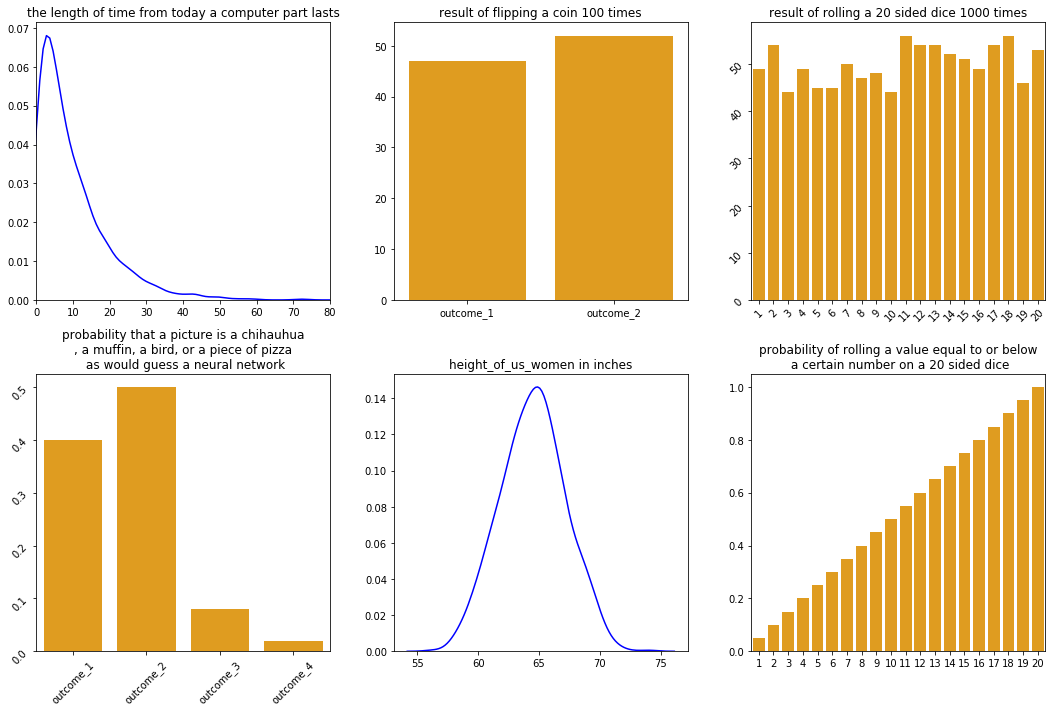 the length of time from today a computer part lasts
0.07
0.06
0.05
0.04
0.03
0.02
0.01
0.00
0 10 20 30 40 50 60 70 80
result of flipping a coin 100 times
50
40
30
20
10
0
outcome_1 outcome_2
result of rolling a 20 sided dice 1000 times
50
40
30
20
10
0
1 2 3 4 5 6 7 8 9 10 11 12 13 14 15 16 17 18 19 20
probability that a picture is a chihauhua
, a muffin, a bird, or a piece of pizza
as would guess a neural network
0.5
0.4
0.3
0.2
0.1
0.0
outcome_1 outcome_2 outcome_3 outcome_4
height_of_us_women in inches
0.14
0.12
0.10
0.08
0.06
0.04
0.02
0.00
55 60 65 70 75
probability of rolling a value equal to or below
a certain number on a 20 sided dice
1.0
0.8
0.6
0.4
0.2
0.0
1 2 3 4 5 6 7 8 9 10 11 12 13 14 15 16 17 18 19 20